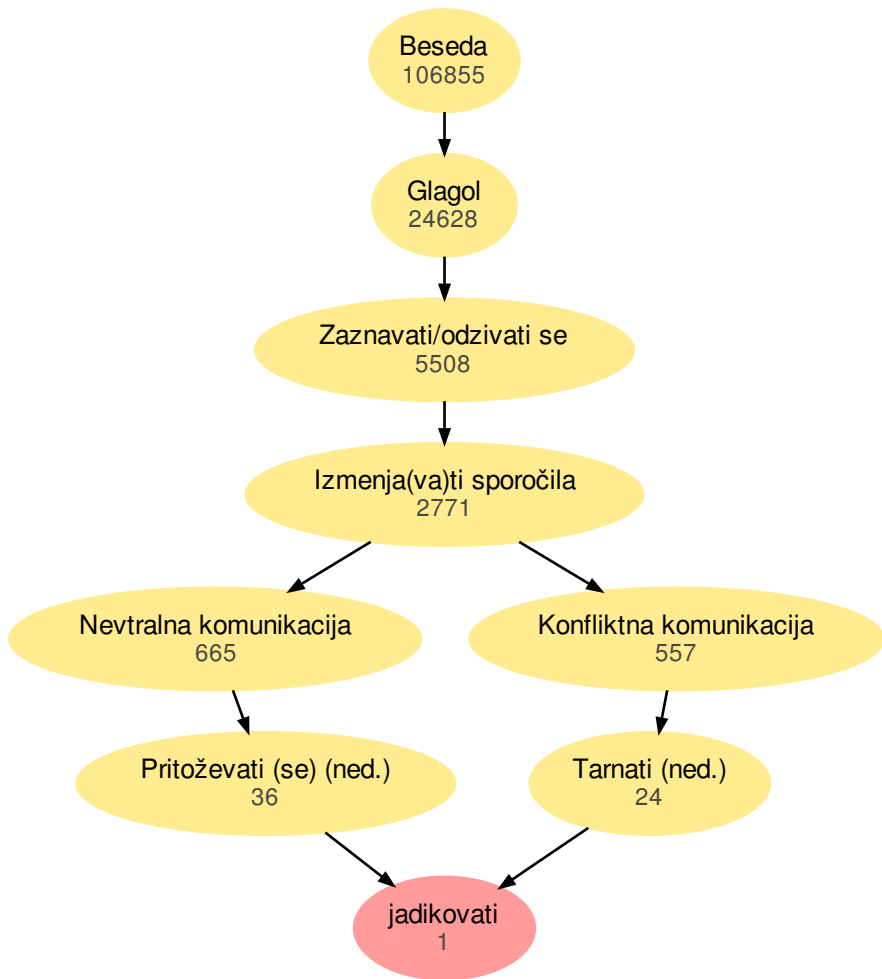 Beseda
106855
Glagol
24628
Zaznavati/odzivati se
5508
Izmenja(va)ti sporočila
2771
Nevtralna komunikacija
665
Konfliktna komunikacija
557
Pritoževati (se) (ned.)
36
Tarnati (ned.)
24
jadikovati
1